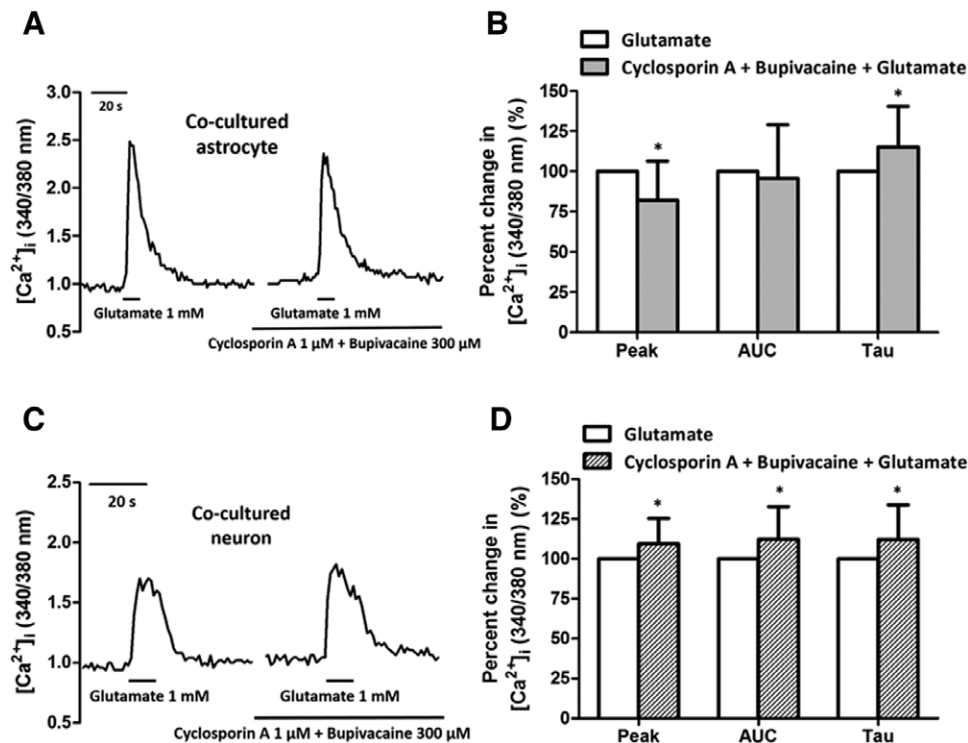 A
3.0
2.5
2.0
1.5
1.0
0.5
[Ca²⁺]ᵢ (340/380 nm)
20 s
Co-cultured
astrocyte
Glutamate 1 mM
Glutamate 1 mM
Cyclosporin A 1 μM + Bupivacaine 300 μM
B
Glutamate
Cyclosporin A + Bupivacaine + Glutamate
Percent change in
[Ca²⁺]ᵢ (340/380 nm) (%)
150
125
100
75
50
25
0
*
*
Peak
AUC
Tau
C
2.5
2.0
1.5
1.0
0.5
[Ca²⁺]ᵢ (340/380 nm)
20 s
Co-cultured
neuron
Glutamate 1 mM
Glutamate 1 mM
Cyclosporin A 1 μM + Bupivacaine 300 μM
D
Glutamate
Cyclosporin A + Bupivacaine + Glutamate
Percent change in
[Ca²⁺]ᵢ (340/380 nm) (%)
150
125
100
75
50
25
0
*
*
*
Peak
AUC
Tau